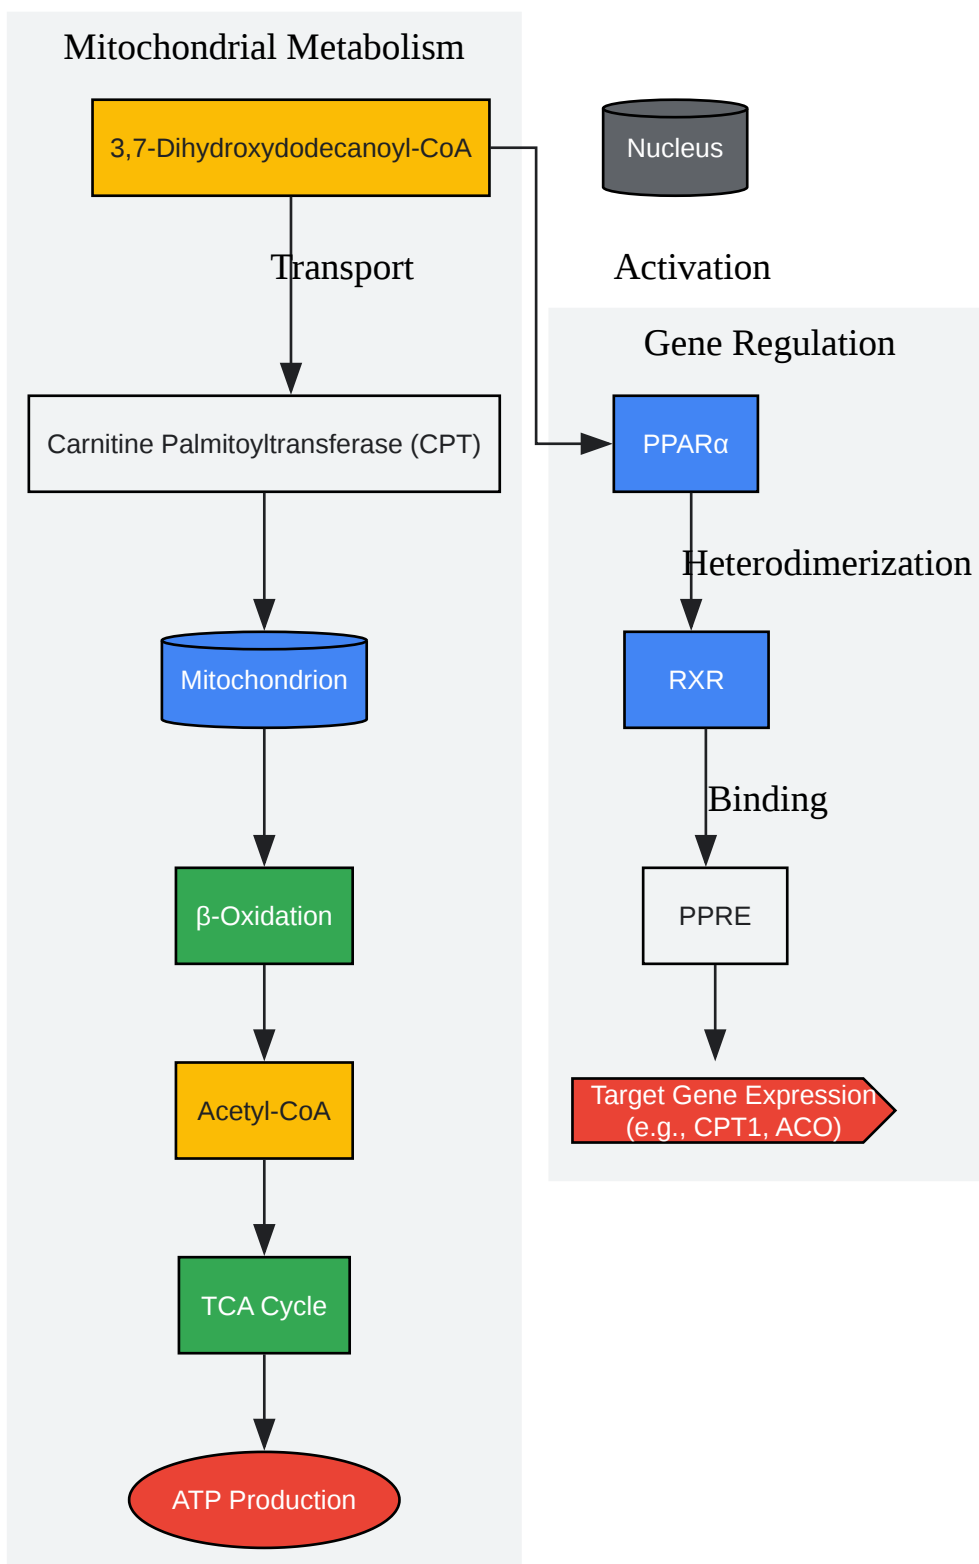 Mitochondrial Metabolism
3,7-Dihydroxydodecanoyl-CoA
Nucleus
Transport
Activation
Gene Regulation
Carnitine Palmitoyltransferase (CPT)
PPARα
Heterodimerization
Mitochondrion
RXR
Binding
β-Oxidation
PPRE
Acetyl-CoA
Target Gene Expression
(e.g., CPT1, ACO)
TCA Cycle
ATP Production